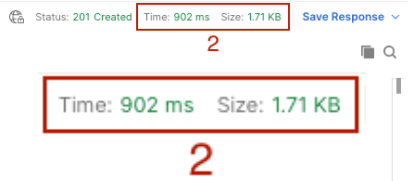 Status: 201 Created Time: 902 ms Size: 1.71 KB Save Response
2
Time: 902 ms Size: 1.71 KB
2